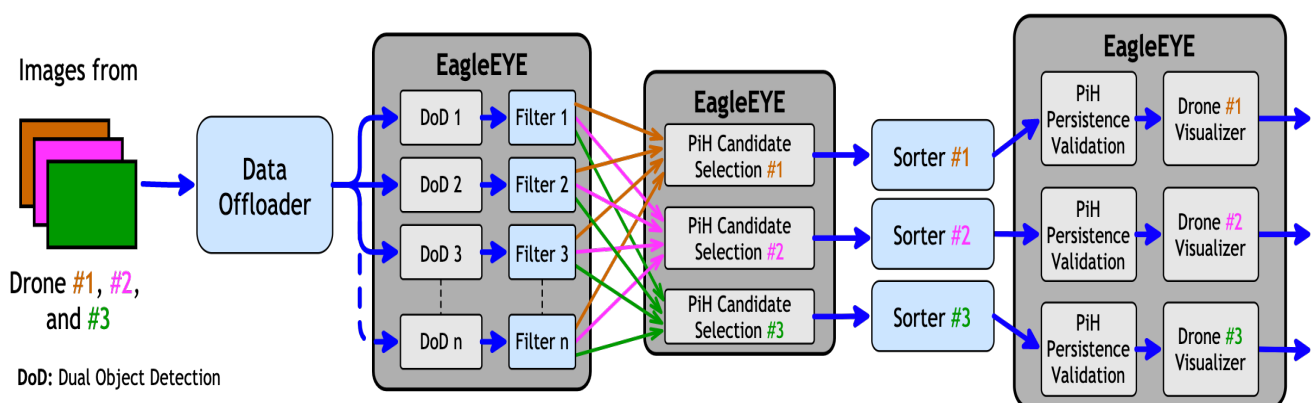 Images from
Drone #1, #2,
and #3
DoD: Dual Object Detection
Data
Offloader
EagleEYE
DoD 1
Filter 1
DoD 2
Filter 2
DoD 3
Filter 3
DoD n
Filter n
EagleEYE
PiH Candidate
Selection #1
PiH Candidate
Selection #2
PiH Candidate
Selection #3
Sorter #1
Sorter #2
Sorter #3
EagleEYE
PiH
Persistence
Validation
Drone #1
Visualizer
PiH
Persistence
Validation
Drone #2
Visualizer
PiH
Persistence
Validation
Drone #3
Visualizer